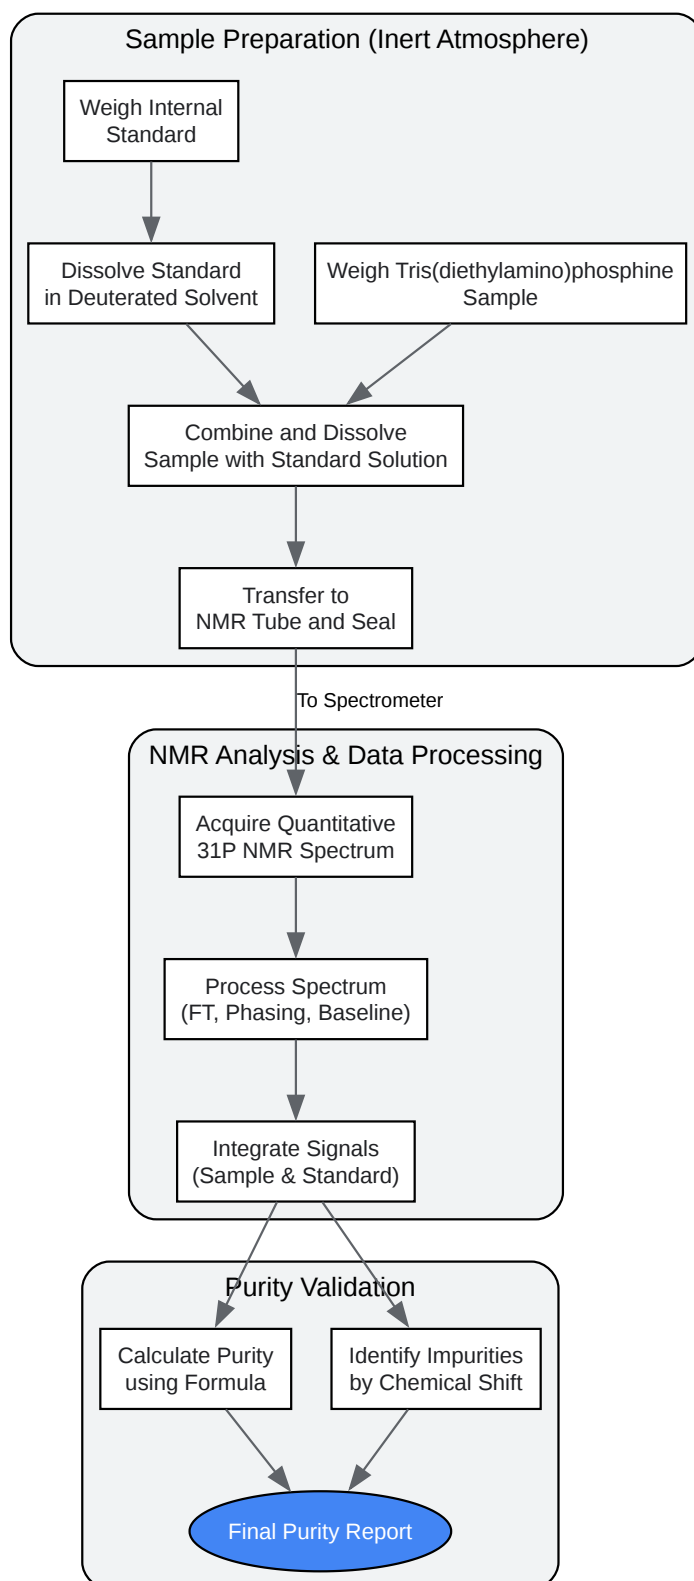 Sample Preparation (Inert Atmosphere)
Weigh Internal
Standard
Dissolve Standard
in Deuterated Solvent
Weigh Tris(diethylamino)phosphine
Sample
Combine and Dissolve
Sample with Standard Solution
Transfer to
NMR Tube and Seal
To Spectrometer
NMR Analysis & Data Processing
Acquire Quantitative
31P NMR Spectrum
Process Spectrum
(FT, Phasing, Baseline)
Integrate Signals
(Sample & Standard)
Purity Validation
Calculate Purity
using Formula
Identify Impurities
by Chemical Shift
Final Purity Report